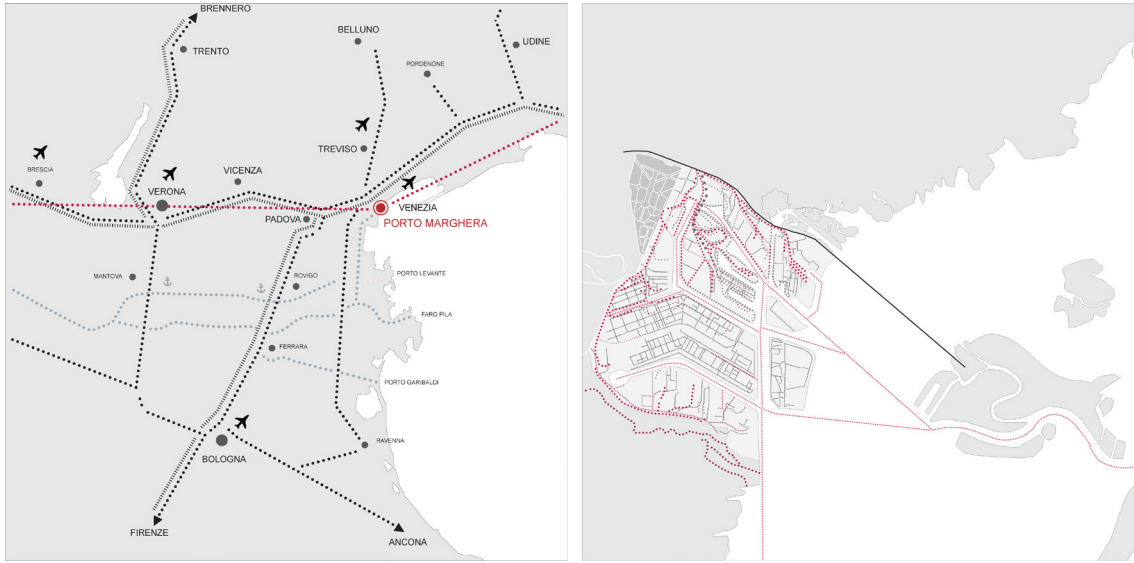 BRENNERO
BELLUNO
UDINE
TRENTO
PORDENONE
TREVISO
BRESCIA
VICENZA
VERONA
VENEZIA
PADOVA
PORTO MARGHERA
MANTOVA
ROVIGO
PORTO LEVANTE
FARO PILA
FERRARA
PORTO GARIBALDI
RAVENNA
BOLOGNA
FIRENZE
ANCONA